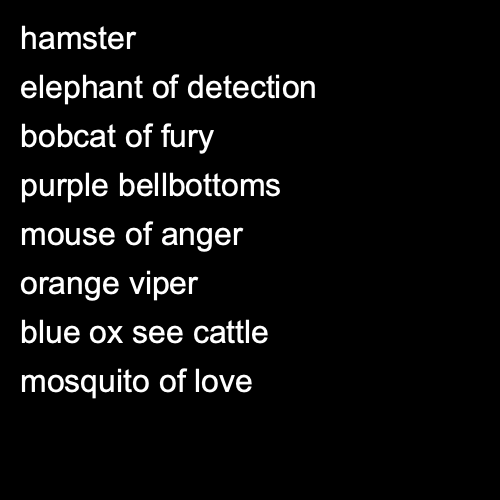 hamster
elephant of detection
bobcat of fury
purple bellbottoms
mouse of anger
orange viper
blue ox see cattle
mosquito of love